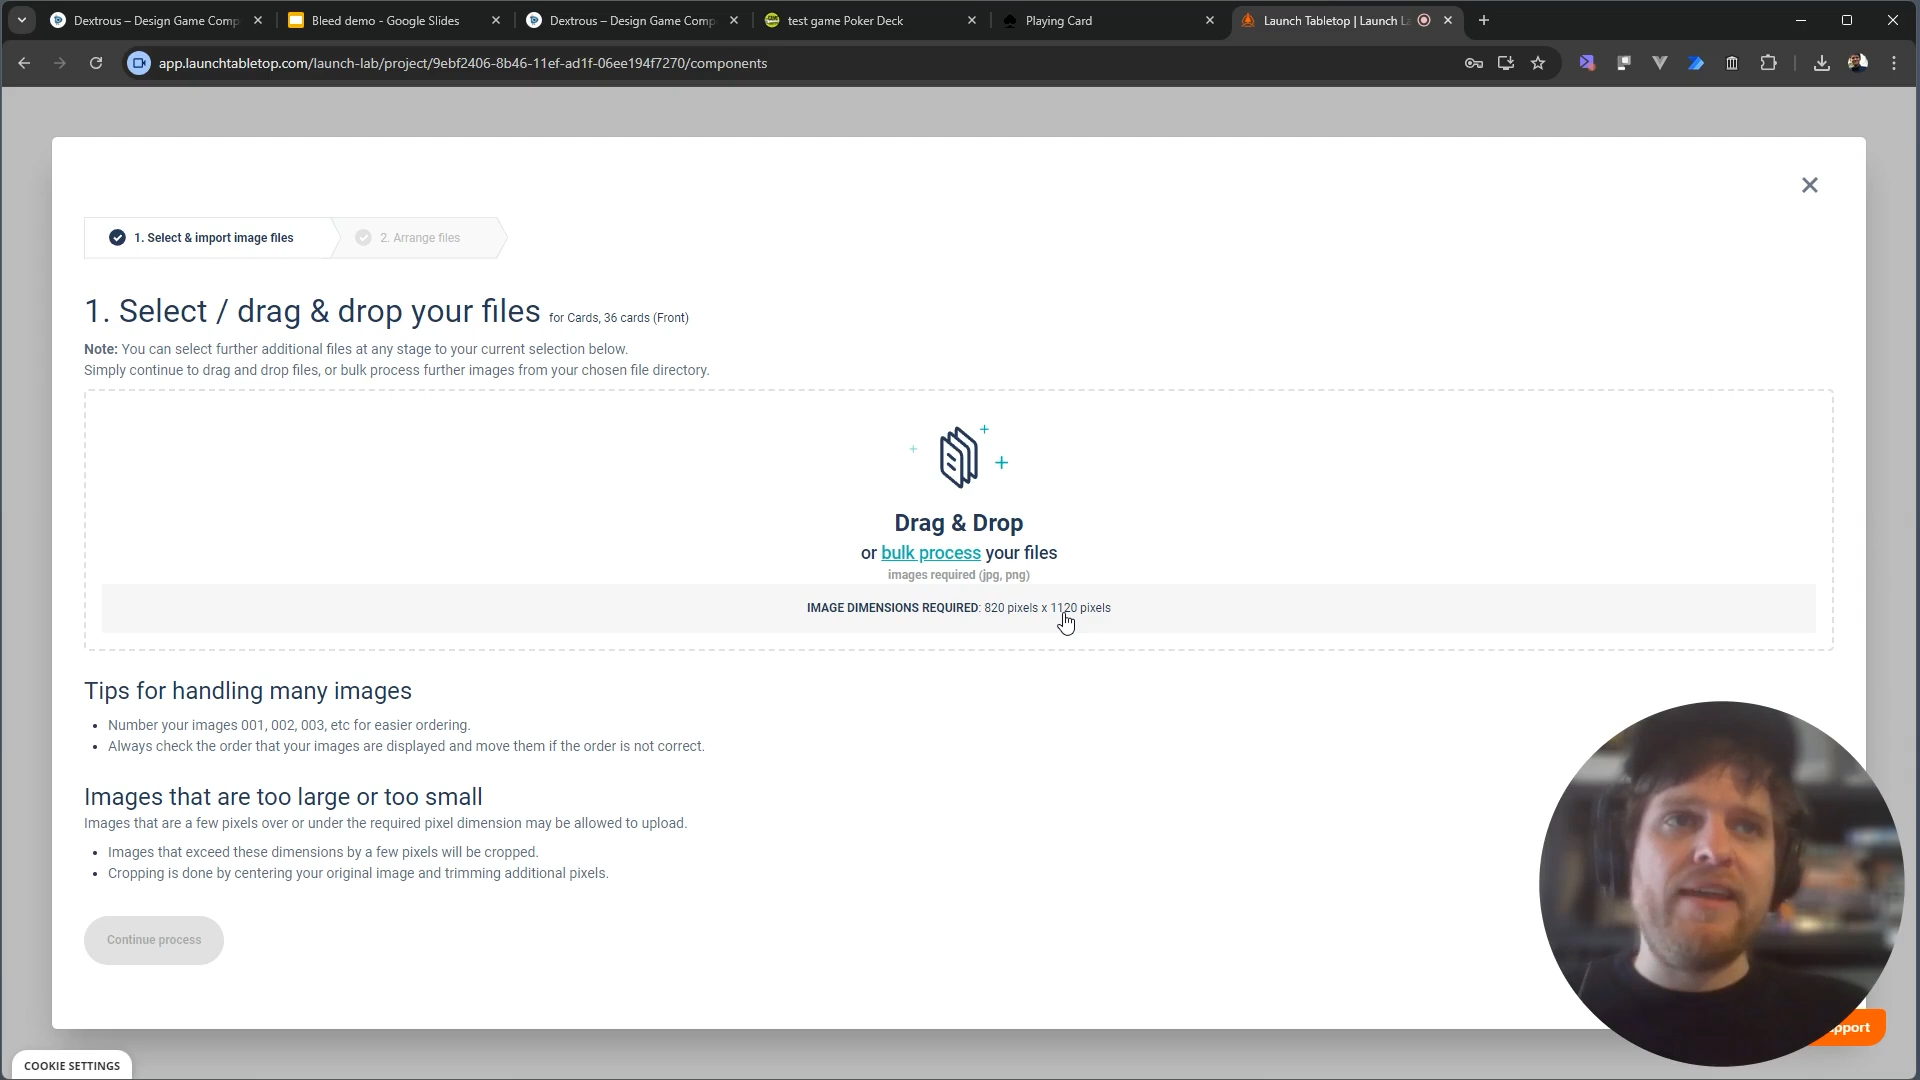 Dextrous – Design Game Comp
Bleed demo - Google Slides
Dextrous – Design Game Comp
test game Poker Deck
Playing Card
Launch Tabletop | Launch La
app.launchtabletop.com/launch-lab/project/9ebf2406-8b46-11ef-ad1f-06ee194f7270/components
1. Select & import image files
2. Arrange files
1. Select / drag & drop your files for Cards, 36 cards (Front)
Note: You can select further additional files at any stage to your current selection below.
Simply continue to drag and drop files, or bulk process further images from your chosen file directory.
Drag & Drop
or bulk process your files
images required (jpg, png)
IMAGE DIMENSIONS REQUIRED: 820 pixels x 1120 pixels
Tips for handling many images
• Number your images 001, 002, 003, etc for easier ordering.
• Always check the order that your images are displayed and move them if the order is not correct.
Images that are too large or too small
Images that are a few pixels over or under the required pixel dimension may be allowed to upload.
• Images that exceed these dimensions by a few pixels will be cropped.
• Cropping is done by centering your original image and trimming additional pixels.
Continue process
pport
COOKIE SETTINGS